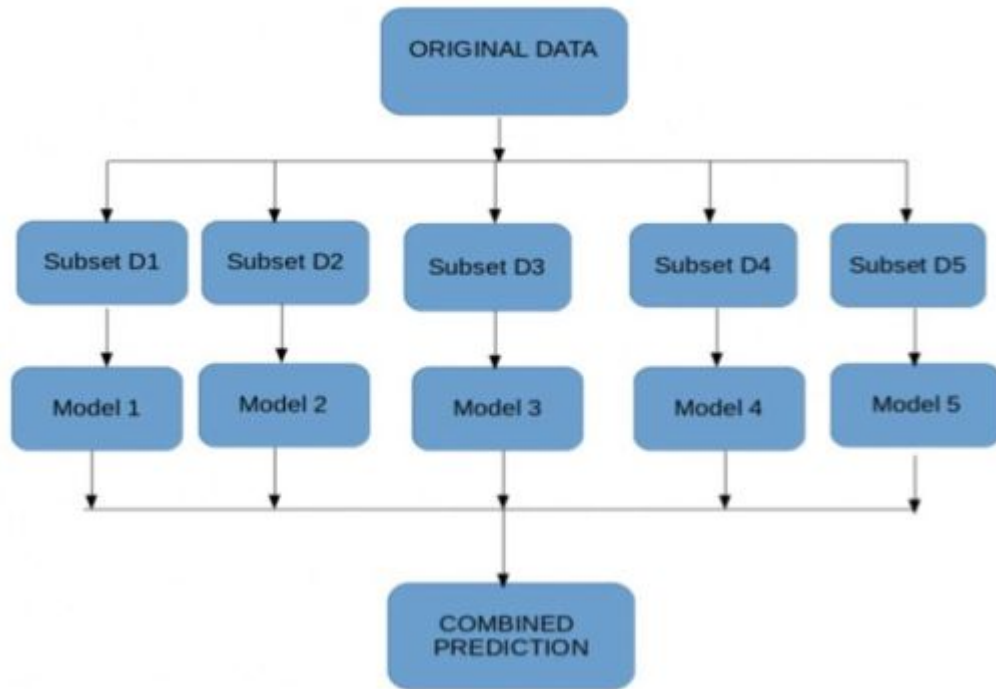 ORIGINAL DATA
Subset D1
Subset D2
Subset D3
Subset D4
Subset D5
Model 1
Model 2
Model 3
Model 4
Model 5
COMBINED
PREDICTION